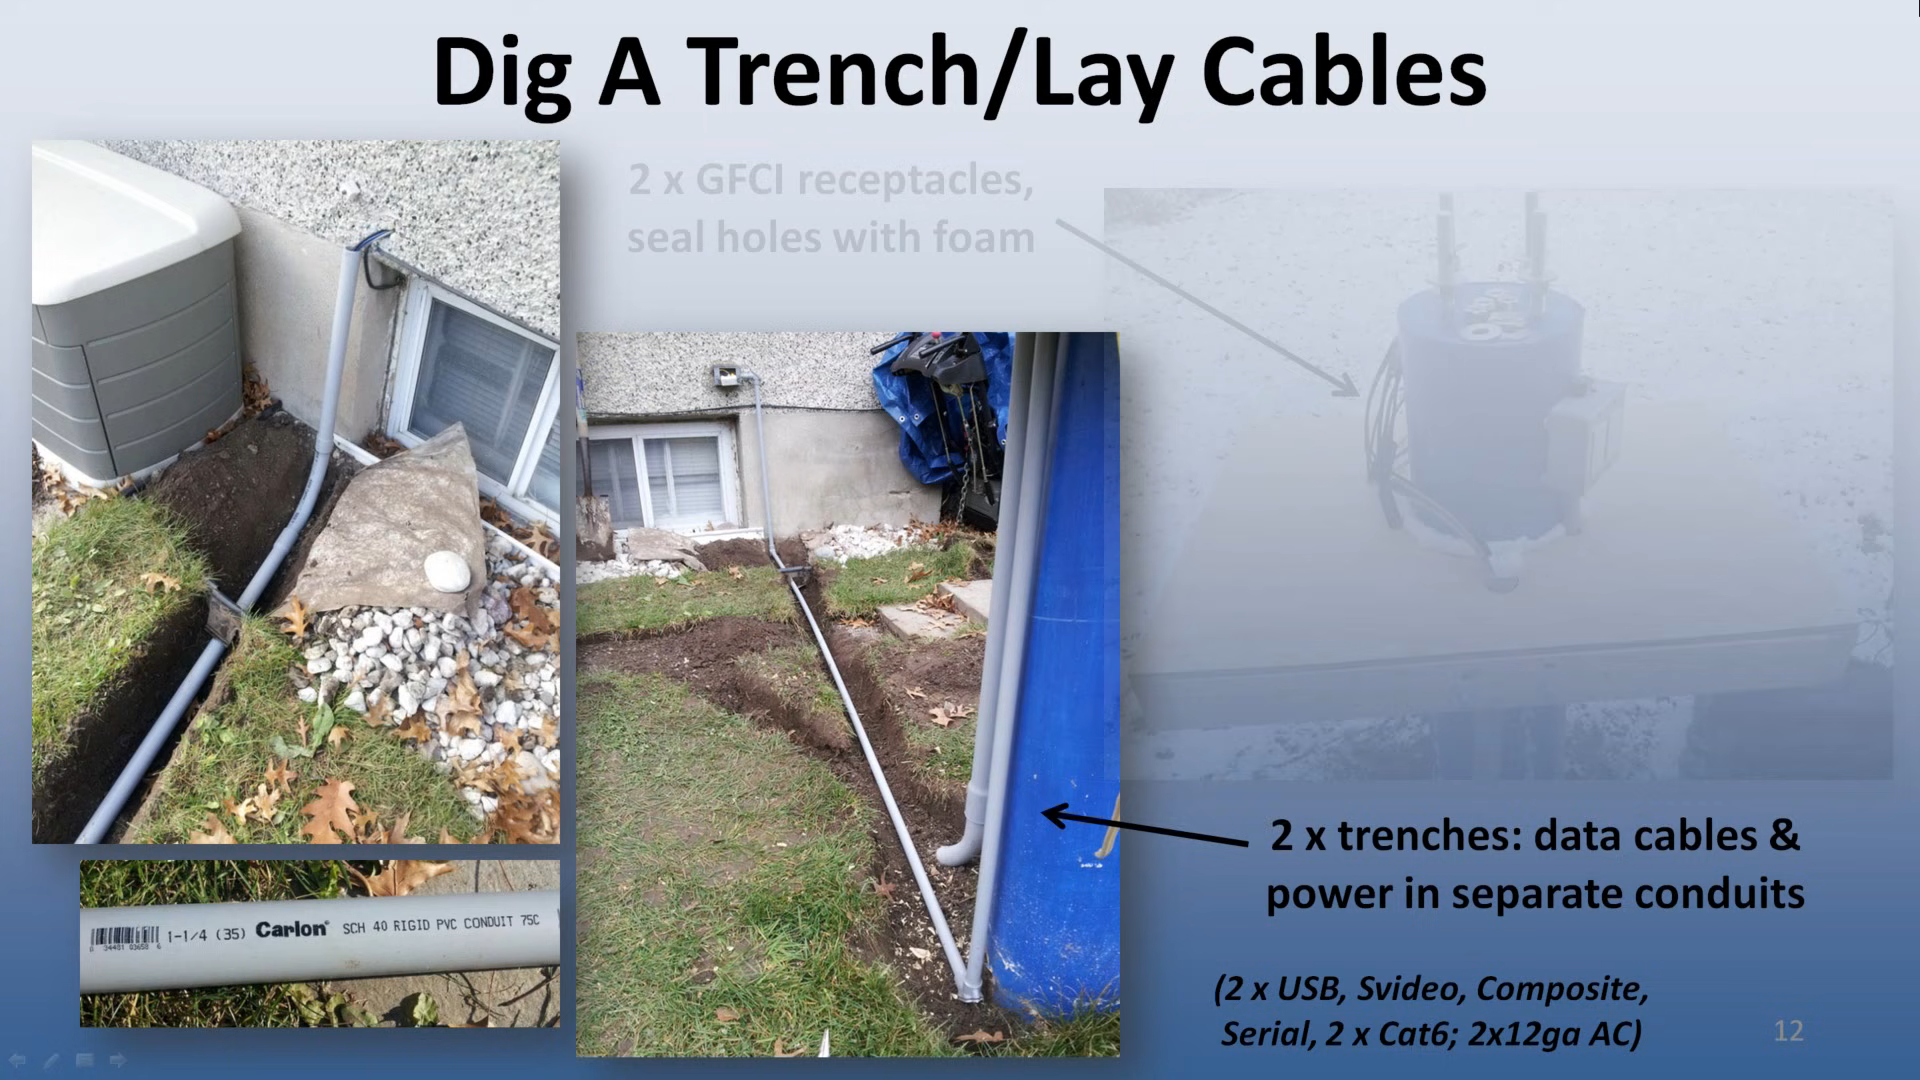 Dig A Trench/Lay Cables
2 x GFCI receptacles,
seal holes with foam
2 x trenches: data cables &
power in separate conduits
(2 x USB, Svideo, Composite,
Serial, 2 x Cat6; 2x12ga AC)
1-1/4 (35) Carlon® SCH 40 RIGID PVC CONDUIT 75C
12